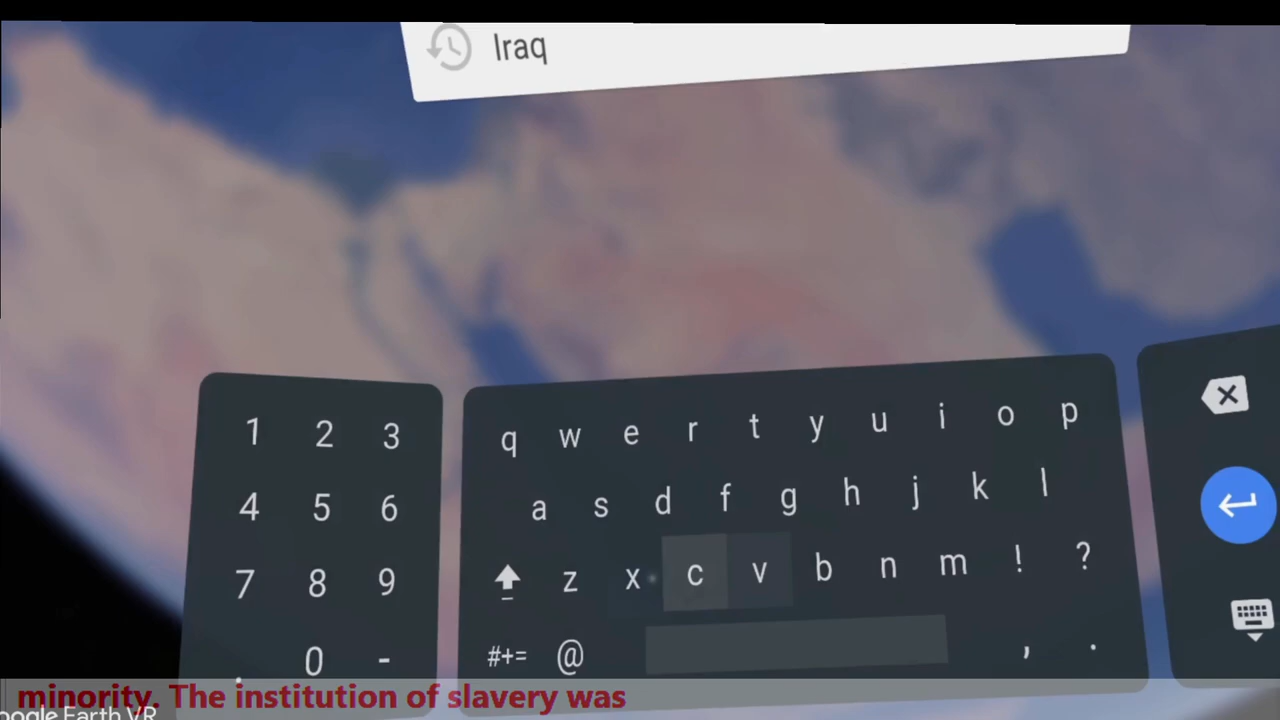 Iraq
1 2 3
q w e r t y u i o p
4 5 6
a s d f g h j k l
7 8 9
z x c v b n m ! ?
. 0 -
#+= @ , .
minority. The institution of slavery was
oogle Earth VR